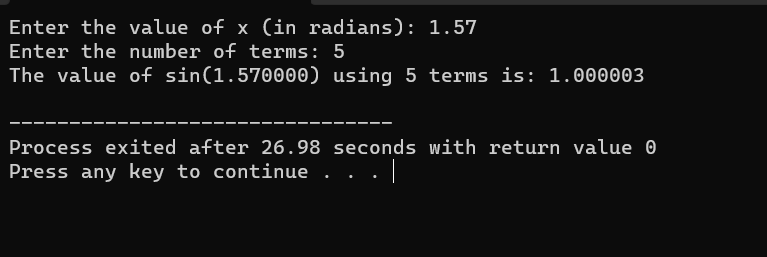 Enter the value of x (in radians): 1.57
Enter the number of terms: 5
The value of sin(1.570000) using 5 terms is: 1.000003
--------------------------------
Process exited after 26.98 seconds with return value 0
Press any key to continue . . .